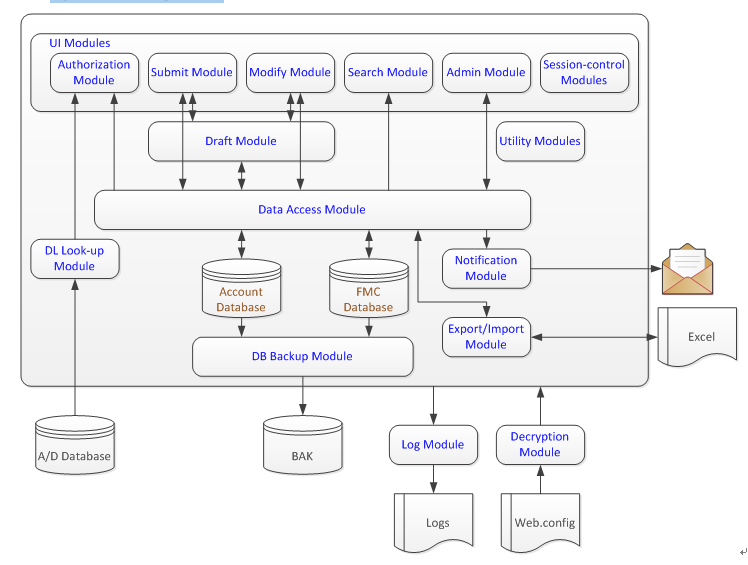 UI Modules
Authorization
Module
Submit Module
Modify Module
Search Module
Admin Module
Session-control
Modules
Draft Module
Utility Modules
Data Access Module
DL Look-up
Module
Notification
Module
Account
Database
FMC
Database
Export/Import
Module
Excel
DB Backup Module
A/D Database
BAK
Log Module
Decryption
Module
Logs
Web.config